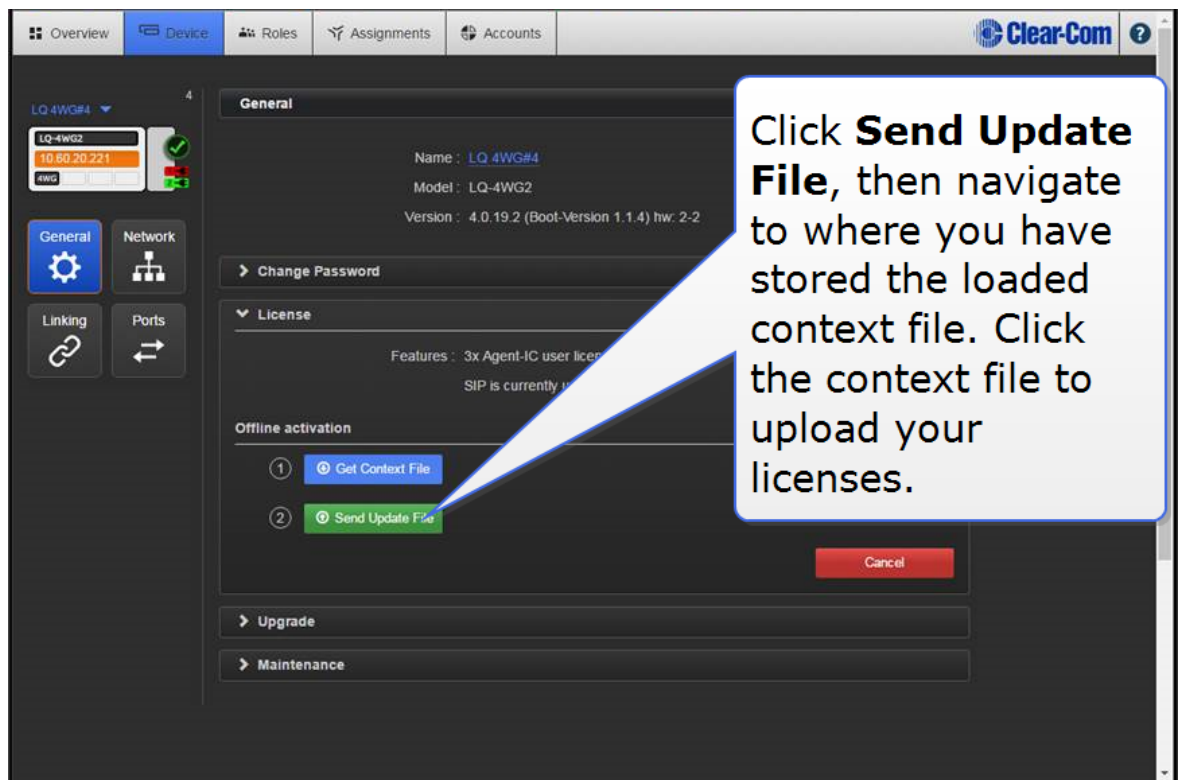 Overview Device Roles Assignments Accounts Clear-Com ?
LQ 4WG#4 4
LQ-4WG2
10.60.20.221
4WG
General Network
Linking Ports
General
Name : LQ 4WG#4
Model : LQ-4WG2
Version : 4.0.19.2 (Boot-Version 1.1.4) hw: 2-2
Change Password
License
Features : 3x Agent-IC user
SIP is currently
Offline activation
1 Get Context File
2 Send Update File
Cancel
Upgrade
Maintenance
Click Send Update
File, then navigate
to where you have
stored the loaded
context file. Click
the context file to
upload your
licenses.